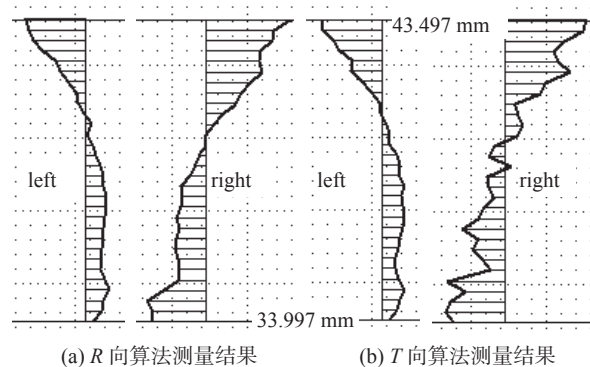 43.497 mm
left
right
left
right
33.997 mm
(a) R 向算法测量结果
(b) T 向算法测量结果